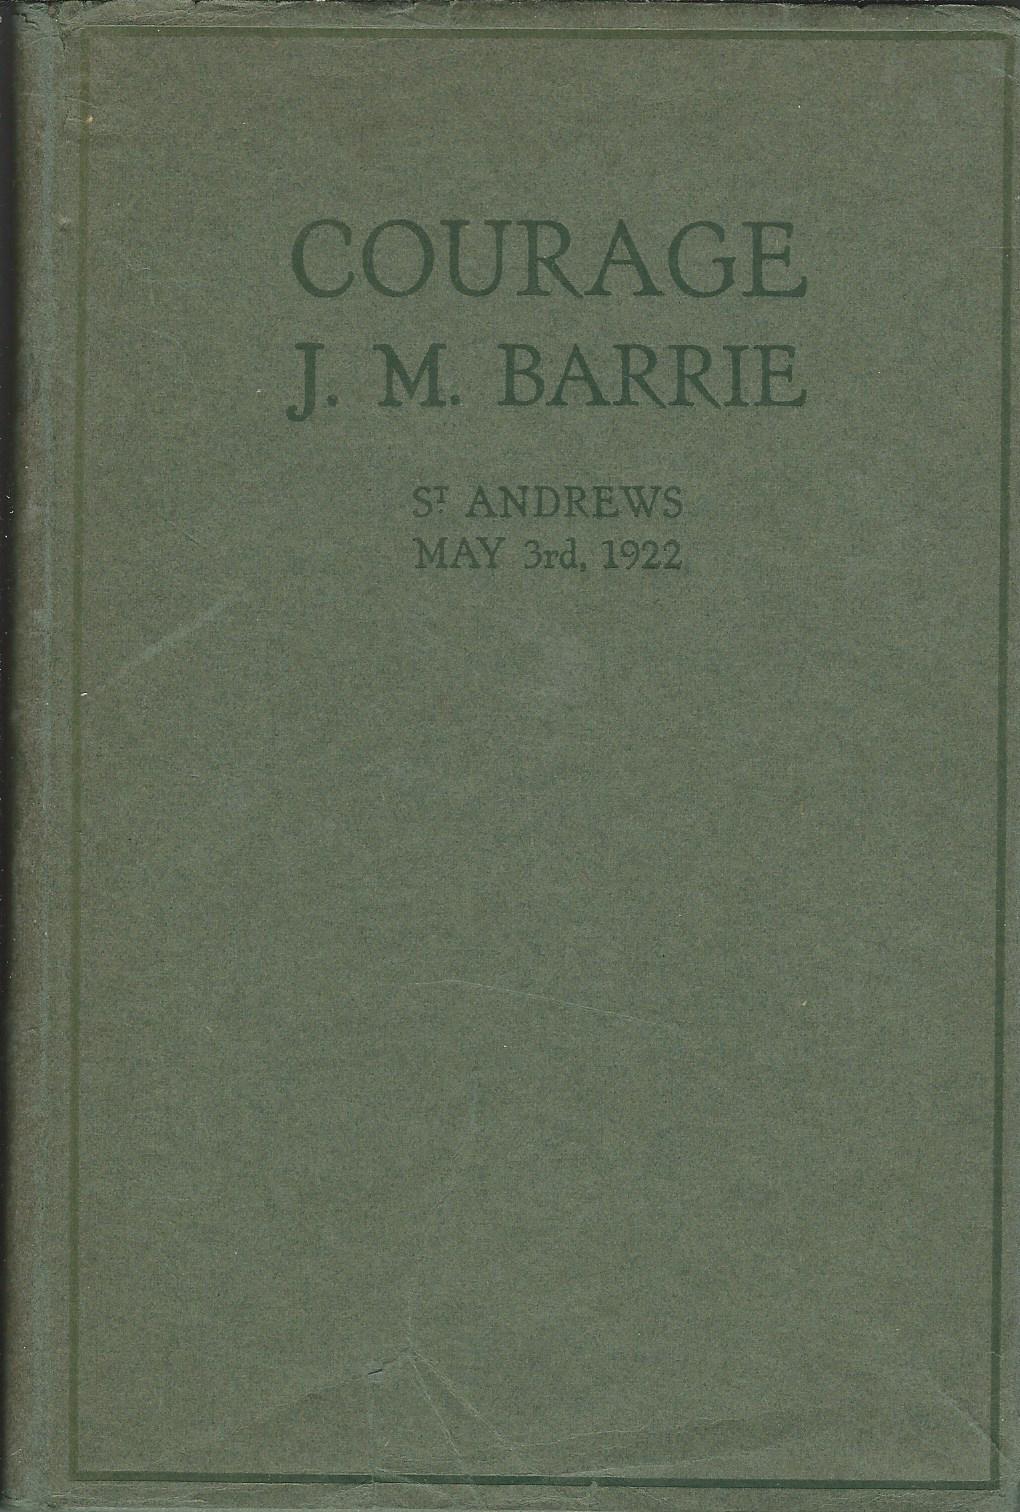 COURAGE
J. M. BARRIE
ST ANDREWS
MAY 3rd, 1922